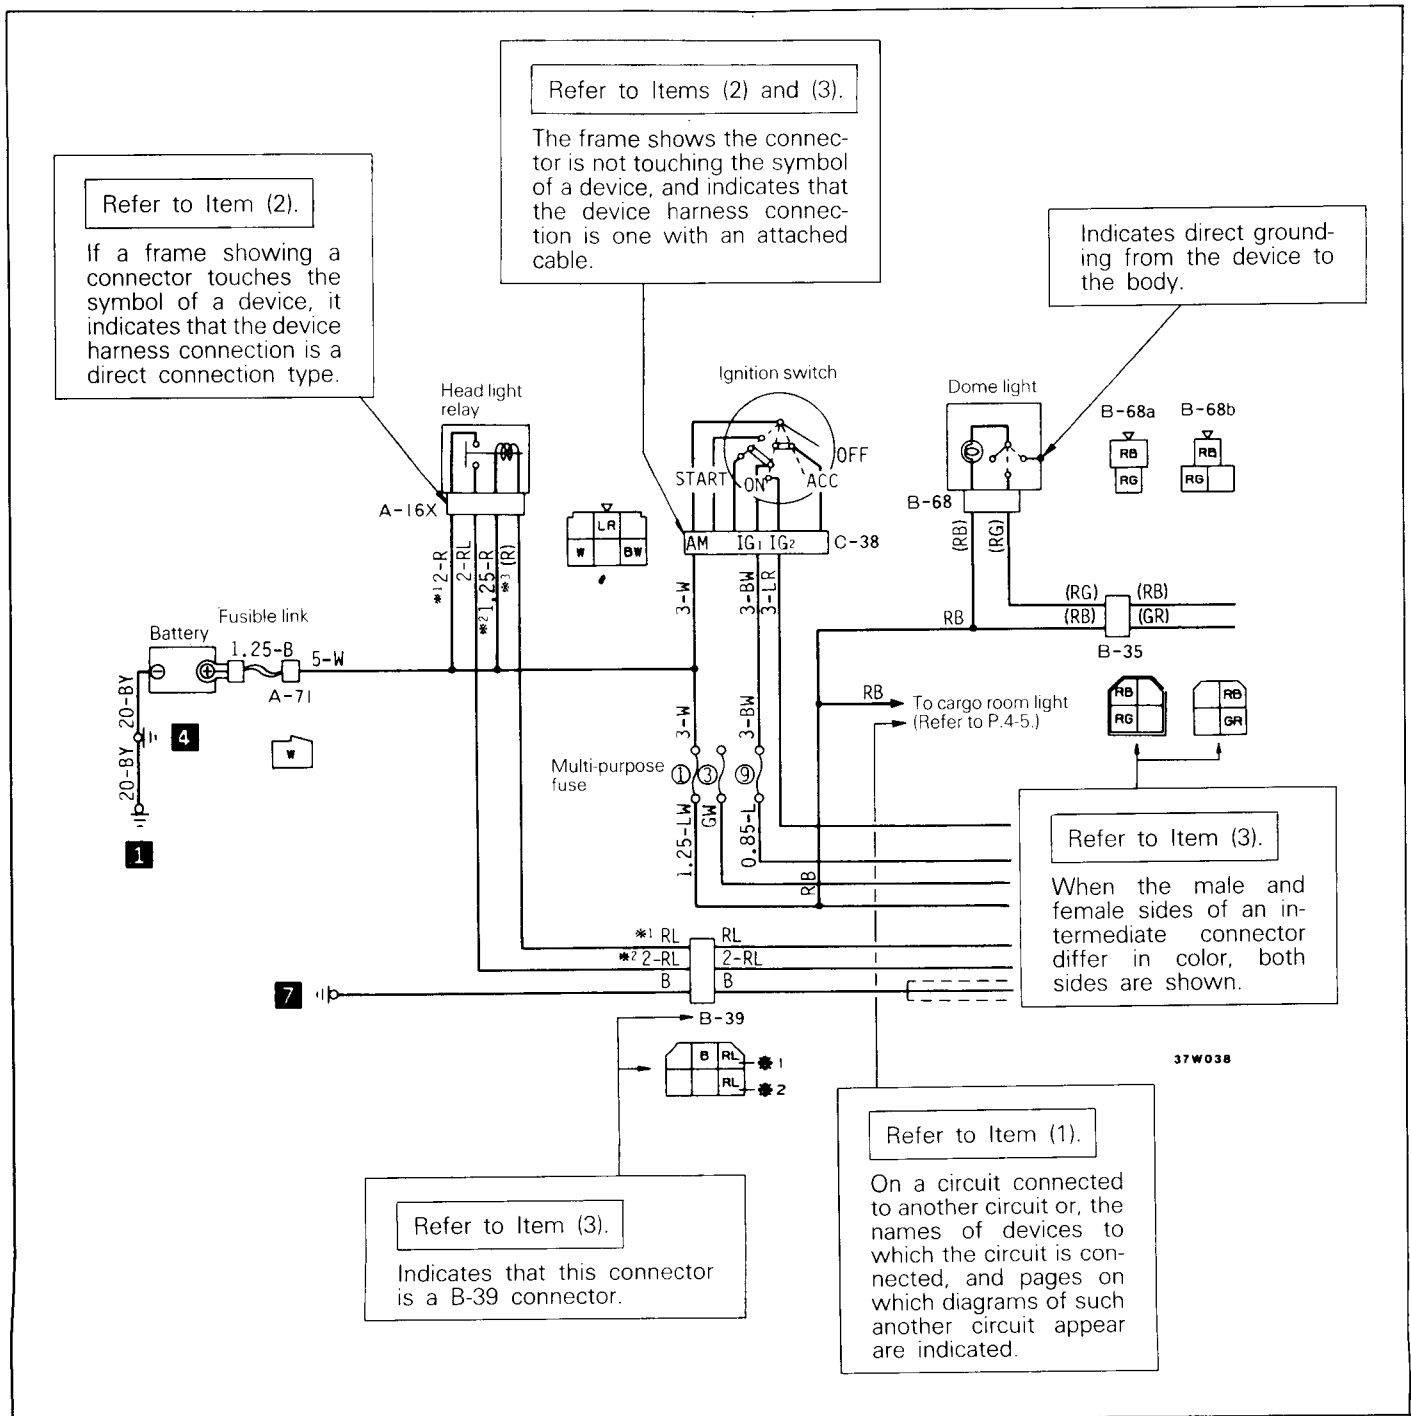 Refer to Items (2) and (3).
The frame shows the connec-
tor is not touching the symbol
of a device, and indicates that
the device harness connec-
tion is one with an attached
cable.
Refer to Item (2).
If a frame showing a
connector touches the
symbol of a device, it
indicates that the device
harness connection is a
direct connection type.
Indicates direct ground-
ing from the device to
the body.
Head light
relay
A-16X
※1 2-R
2-RL
※2 1.25-R
※3 (R)
LR
W
BW
Ignition switch
OFF
START
ON
ACC
AM
IG1
IG2
C-38
3-W
3-BW
3-LR
Dome light
B-68
(RB)
(RG)
B-68a
RB
RG
B-68b
RB
RG
RB
(RG)
(RB)
(RB)
(GR)
B-35
RB
RG
RB
GR
Battery
Fusible link
1.25-B
5-W
A-71
W
20-BY
4
20-BY
1
RB
To cargo room light
(Refer to P.4-5.)
3-W
3-BW
Multi-purpose
fuse
1
3
9
1.25-LW
GW
0.85-L
RB
※1 RL
RL
※2 2-RL
2-RL
B
B
7
B-39
B
RL
※1
RL
※2
Refer to Item (3).
When the male and
female sides of an in-
termediate connector
differ in color, both
sides are shown.
37W038
Refer to Item (1).
On a circuit connected
to another circuit or, the
names of devices to
which the circuit is con-
nected, and pages on
which diagrams of such
another circuit appear
are indicated.
Refer to Item (3).
Indicates that this connector
is a B-39 connector.